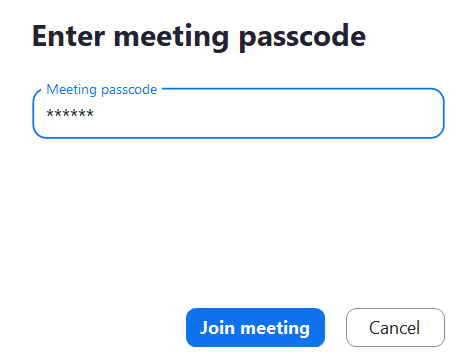 Enter meeting passcode
Meeting passcode
******
Join meeting
Cancel